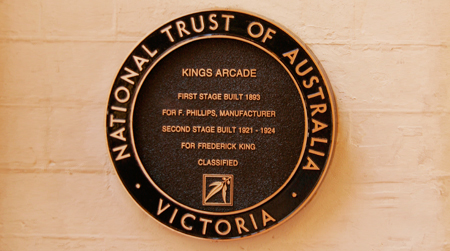 NATIONAL TRUST OF AUSTRALIA
KINGS ARCADE
FIRST STAGE BUILT 1893
FOR F. PHILLIPS, MANUFACTURER
SECOND STAGE BUILT 1921 - 1924
FOR FREDERICK KING
CLASSIFIED
· VICTORIA ·